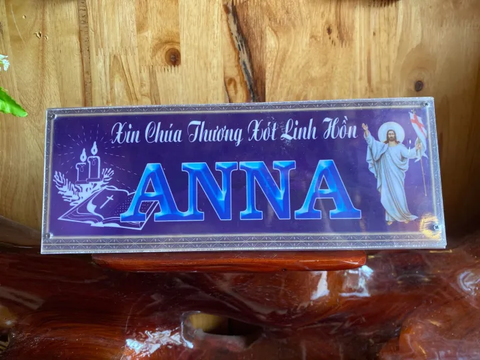 Xin Chúa Thương Xót Linh Hồn
ANNA